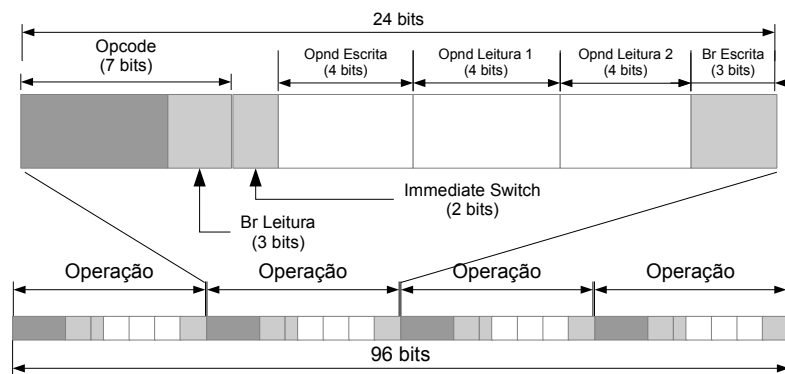 24 bits
Opcode
(7 bits)
Opnd Escrita
(4 bits)
Opnd Leitura 1
(4 bits)
Opnd Leitura 2
(4 bits)
Br Escrita
(3 bits)
Immediate Switch
(2 bits)
Br Leitura
(3 bits)
Operação
Operação
Operação
Operação
96 bits